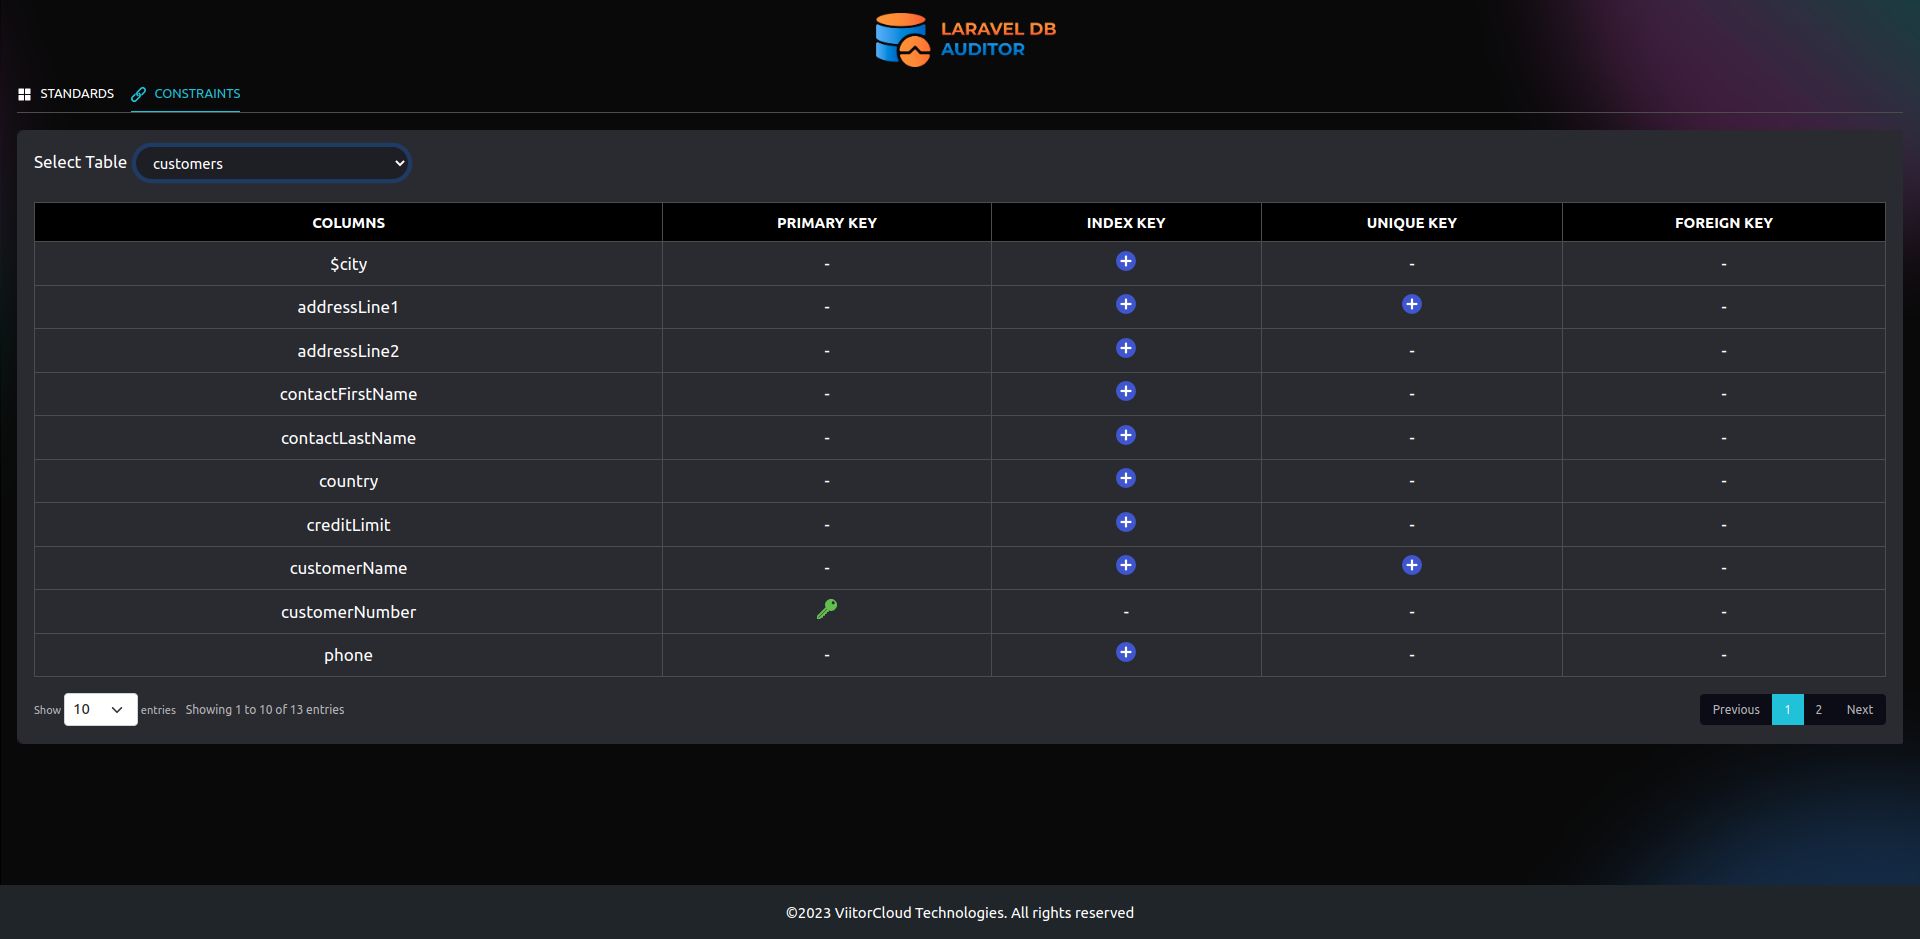 LARAVEL DB
AUDITOR
STANDARDS CONSTRAINTS
Select Table customers
COLUMNS PRIMARY KEY INDEX KEY UNIQUE KEY FOREIGN KEY
$city - - -
addressLine1 - -
addressLine2 - - -
contactFirstName - - -
contactLastName - - -
country - - -
creditLimit - - -
customerName - -
customerNumber - - -
phone - - -
Show 10 entries Showing 1 to 10 of 13 entries Previous 1 2 Next
©2023 ViitorCloud Technologies. All rights reserved